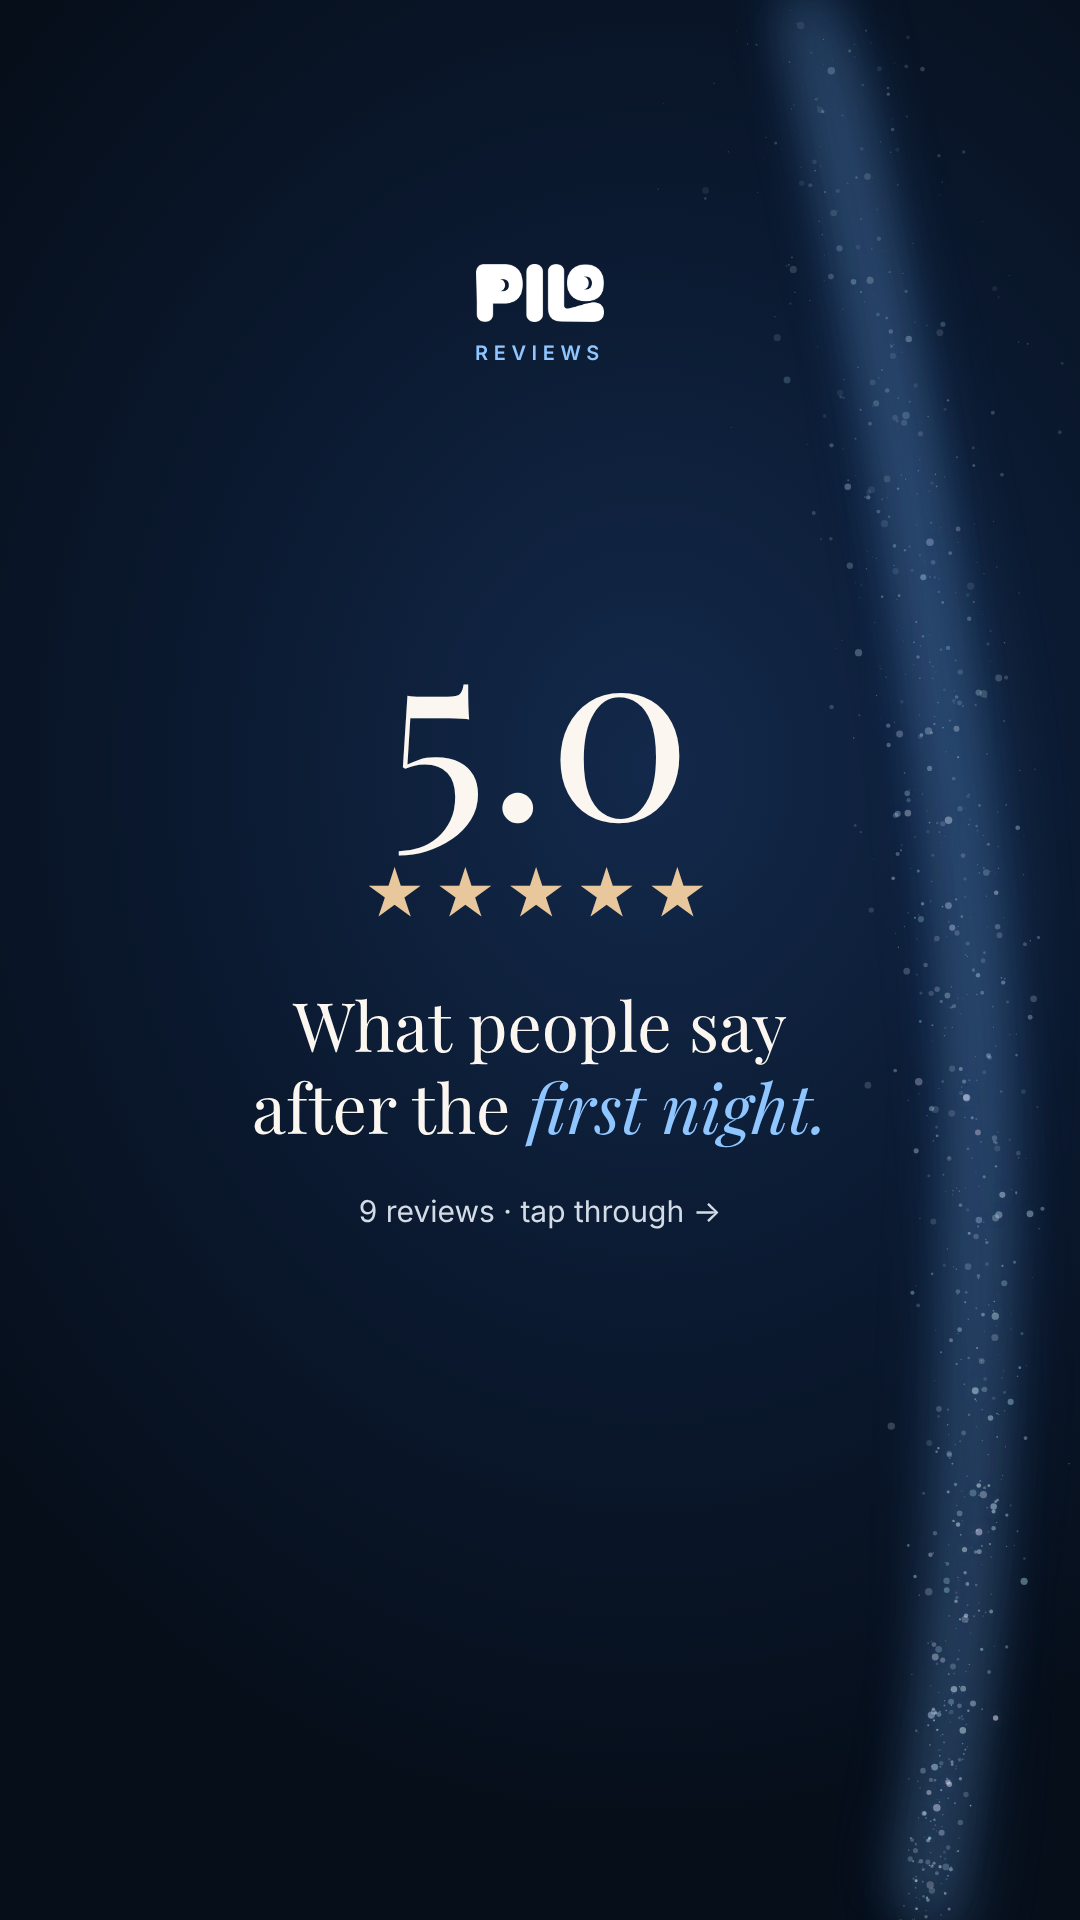 PILO
REVIEWS
5.0
★★★★★
What people say
after the first night.
9 reviews · tap through →